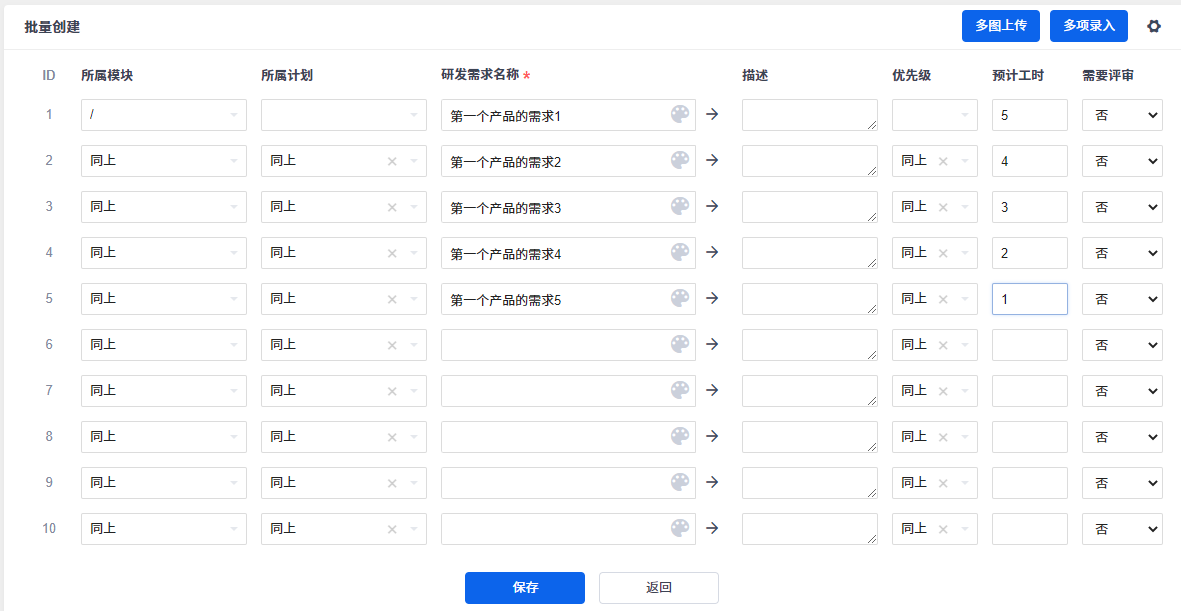 批量创建 多图上传 多项录入
ID 所属模块 所属计划 研发需求名称 * 描述 优先级 预计工时 需要评审
1 / 第一个产品的需求1 5 否
2 同上 同上 第一个产品的需求2 同上 4 否
3 同上 同上 第一个产品的需求3 同上 3 否
4 同上 同上 第一个产品的需求4 同上 2 否
5 同上 同上 第一个产品的需求5 同上 1 否
6 同上 同上 同上 否
7 同上 同上 同上 否
8 同上 同上 同上 否
9 同上 同上 同上 否
10 同上 同上 同上 否
保存 返回